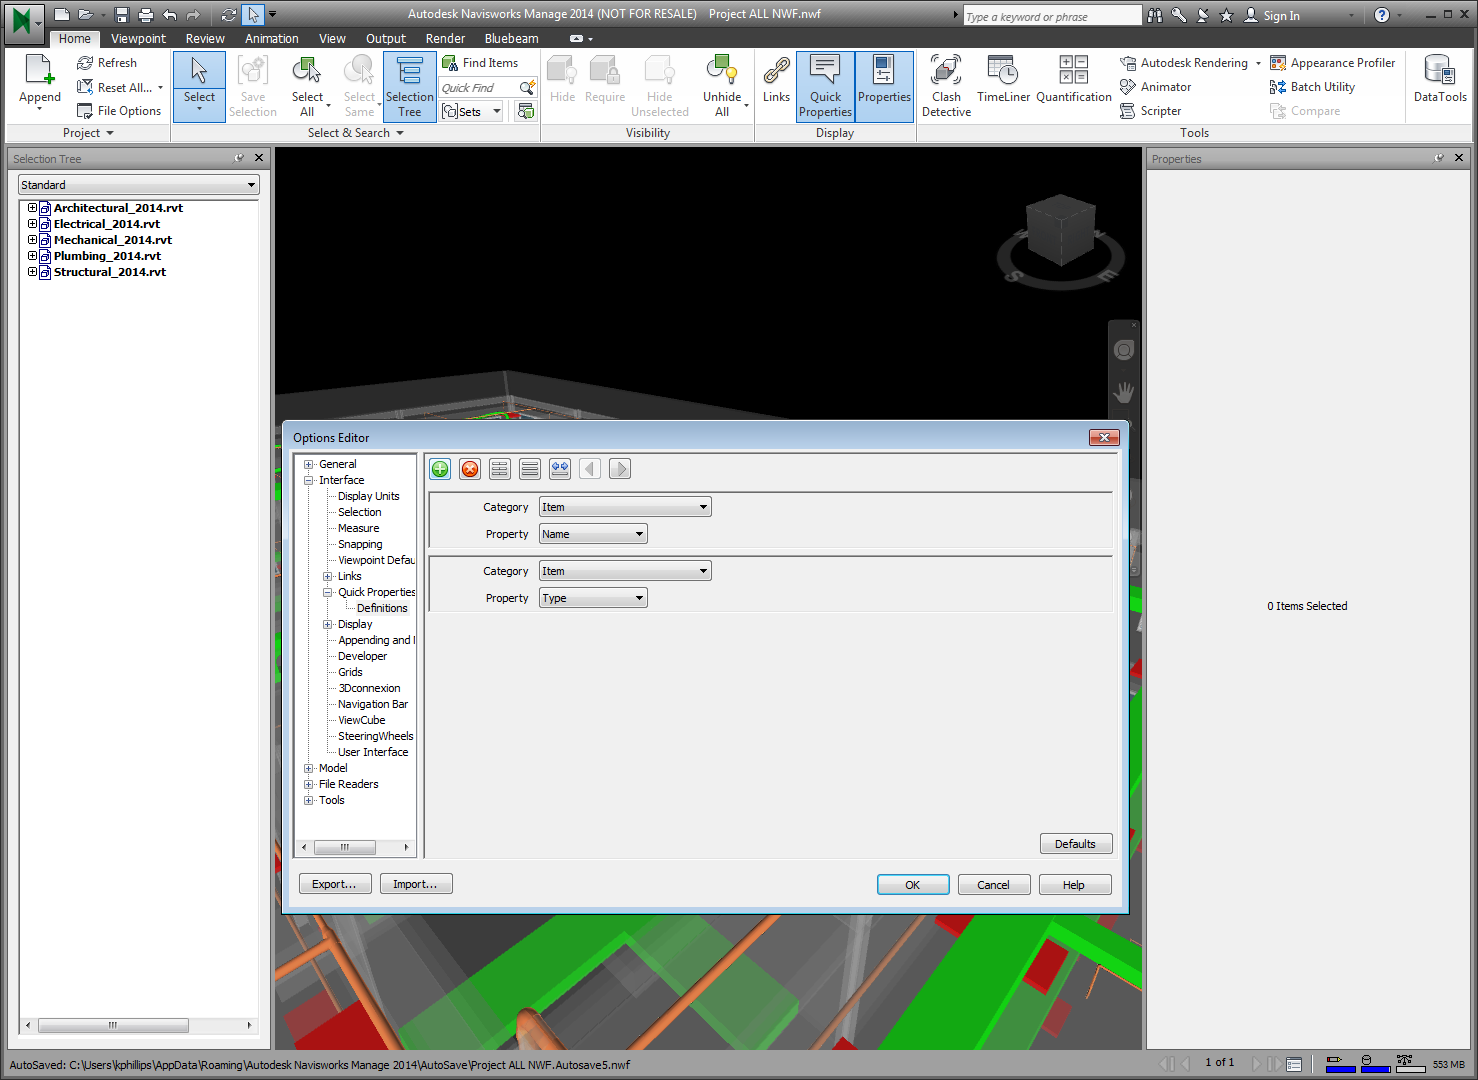 Autodesk Navisworks Manage 2014 (NOT FOR RESALE) Project ALL NWF.nwf
Type a keyword or phrase
Sign In
Home Viewpoint Review Animation View Output Render Bluebeam
Append
Refresh
Reset All...
File Options
Project
Select
Save Selection
Select All
Select Same
Selection Tree
Find Items
Quick Find
Sets
Select & Search
Hide
Require
Hide Unselected
Unhide All
Visibility
Links
Quick Properties
Properties
Display
Clash Detective
TimeLiner
Quantification
Autodesk Rendering
Animator
Scripter
Appearance Profiler
Batch Utility
Compare
Tools
DataTools
Selection Tree
Standard
Architectural_2014.rvt
Electrical_2014.rvt
Mechanical_2014.rvt
Plumbing_2014.rvt
Structural_2014.rvt
S
E
Properties
0 Items Selected
Options Editor
General
Interface
Display Units
Selection
Measure
Snapping
Viewpoint Defau
Links
Quick Properties
Definitions
Display
Appending and
Developer
Grids
3Dconnexion
Navigation Bar
ViewCube
SteeringWheels
User Interface
Model
File Readers
Tools
Category Item
Property Name
Category Item
Property Type
Defaults
Export...
Import...
OK
Cancel
Help
AutoSaved: C:\Users\kphillips\AppData\Roaming\Autodesk Navisworks Manage 2014\AutoSave\Project ALL NWF.Autosave5.nwf
1 of 1
553 MB